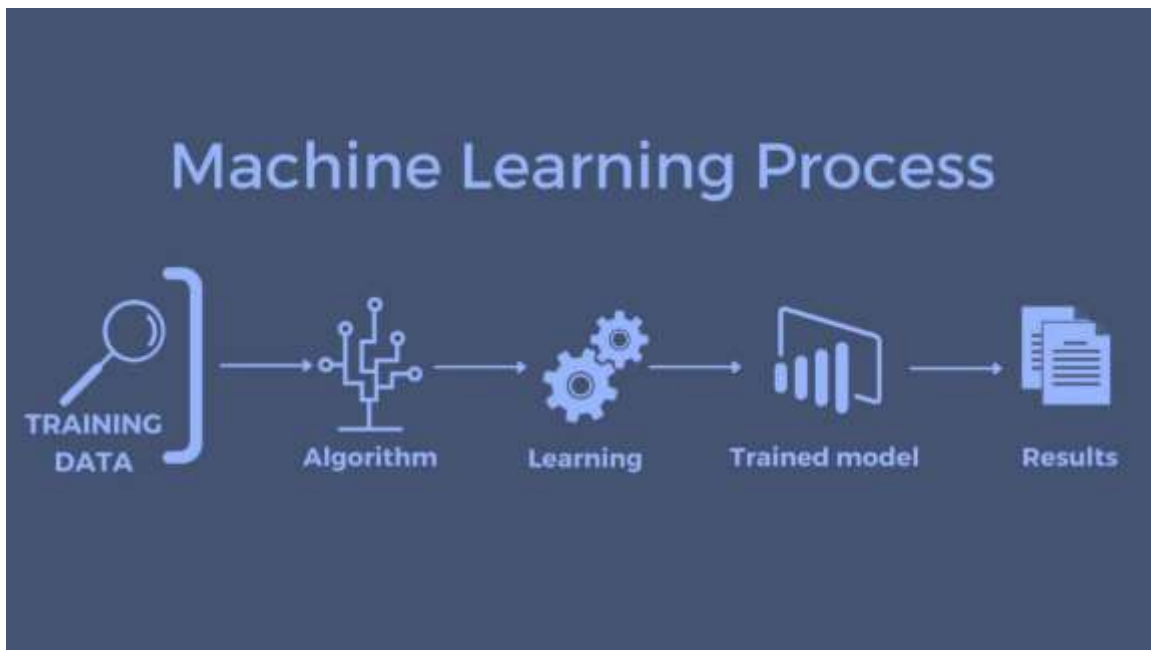 Machine Learning Process
TRAINING
DATA
Algorithm
Learning
Trained model
Results